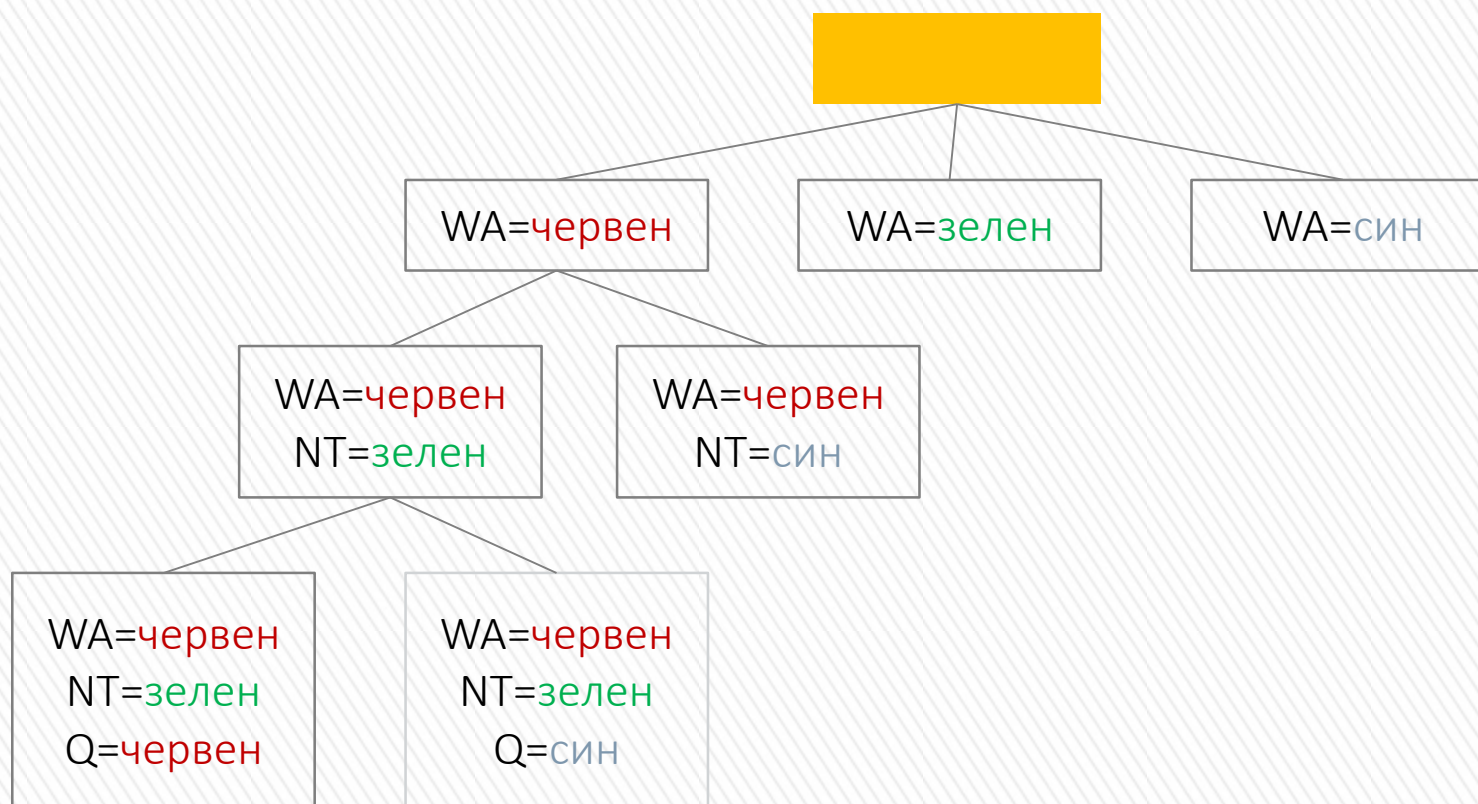 WA=червен
WA=зелен
WA=син
WA=червен
NT=зелен
WA=червен
NT=син
WA=червен
NT=зелен
Q=червен
WA=червен
NT=зелен
Q=син